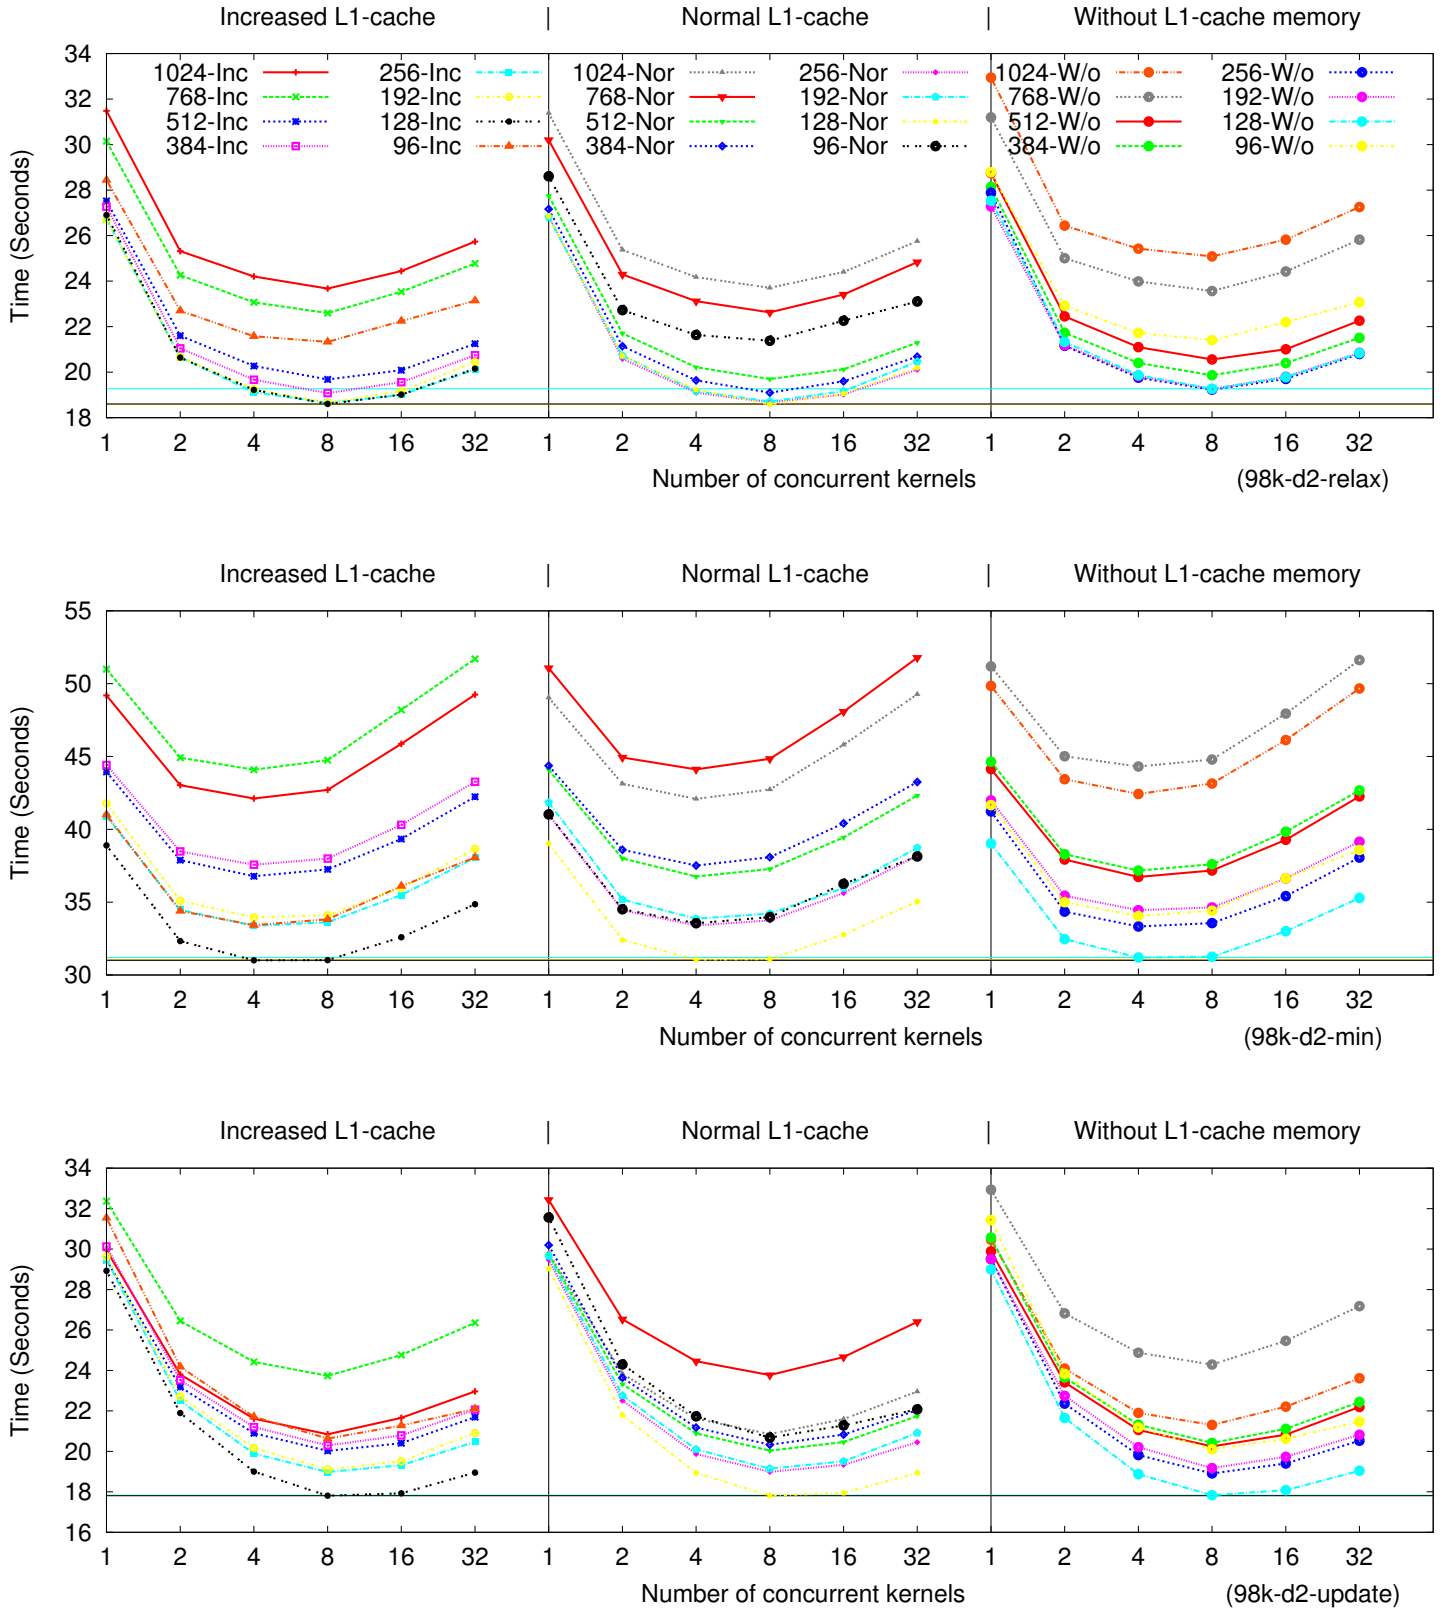 Increased L1-cache | Normal L1-cache | Without L1-cache memory
34
32
30
28
26
24
22
20
18
Time (Seconds)
1024-Inc 256-Inc 1024-Nor 256-Nor 1024-W/o 256-W/o
768-Inc 192-Inc 768-Nor 192-Nor 768-W/o 192-W/o
512-Inc 128-Inc 512-Nor 128-Nor 512-W/o 128-W/o
384-Inc 96-Inc 384-Nor 96-Nor 384-W/o 96-W/o
1 2 4 8 16 32 1 2 4 8 16 32 1 2 4 8 16 32
Number of concurrent kernels (98k-d2-relax)
Increased L1-cache | Normal L1-cache | Without L1-cache memory
55
50
45
40
35
30
Time (Seconds)
1 2 4 8 16 32 1 2 4 8 16 32 1 2 4 8 16 32
Number of concurrent kernels (98k-d2-min)
Increased L1-cache | Normal L1-cache | Without L1-cache memory
34
32
30
28
26
24
22
20
18
16
Time (Seconds)
1 2 4 8 16 32 1 2 4 8 16 32 1 2 4 8 16 32
Number of concurrent kernels (98k-d2-update)